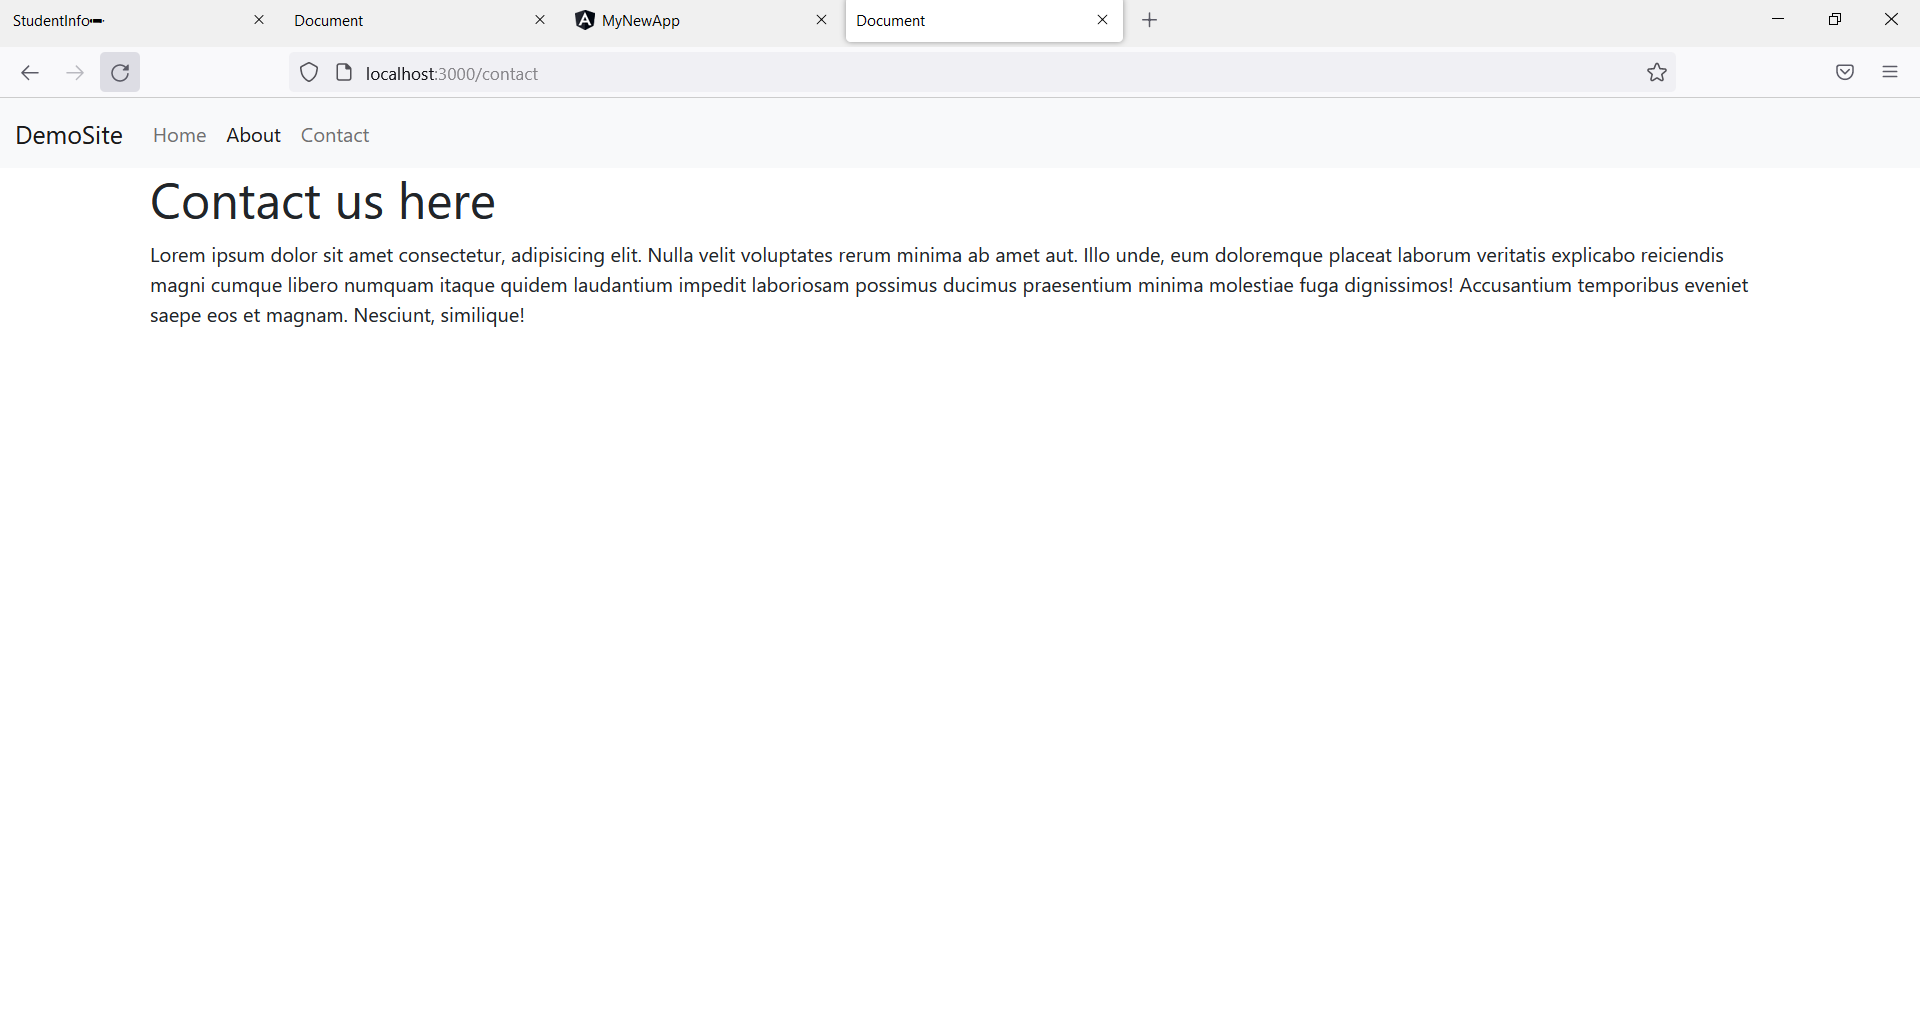 StudentInfo
Document
MyNewApp
Document
localhost:3000/contact
DemoSite Home About Contact
Contact us here
Lorem ipsum dolor sit amet consectetur, adipisicing elit. Nulla velit voluptates rerum minima ab amet aut. Illo unde, eum doloremque placeat laborum veritatis explicabo reiciendis
magni cumque libero numquam itaque quidem laudantium impedit laboriosam possimus ducimus praesentium minima molestiae fuga dignissimos! Accusantium temporibus eveniet
saepe eos et magnam. Nesciunt, similique!